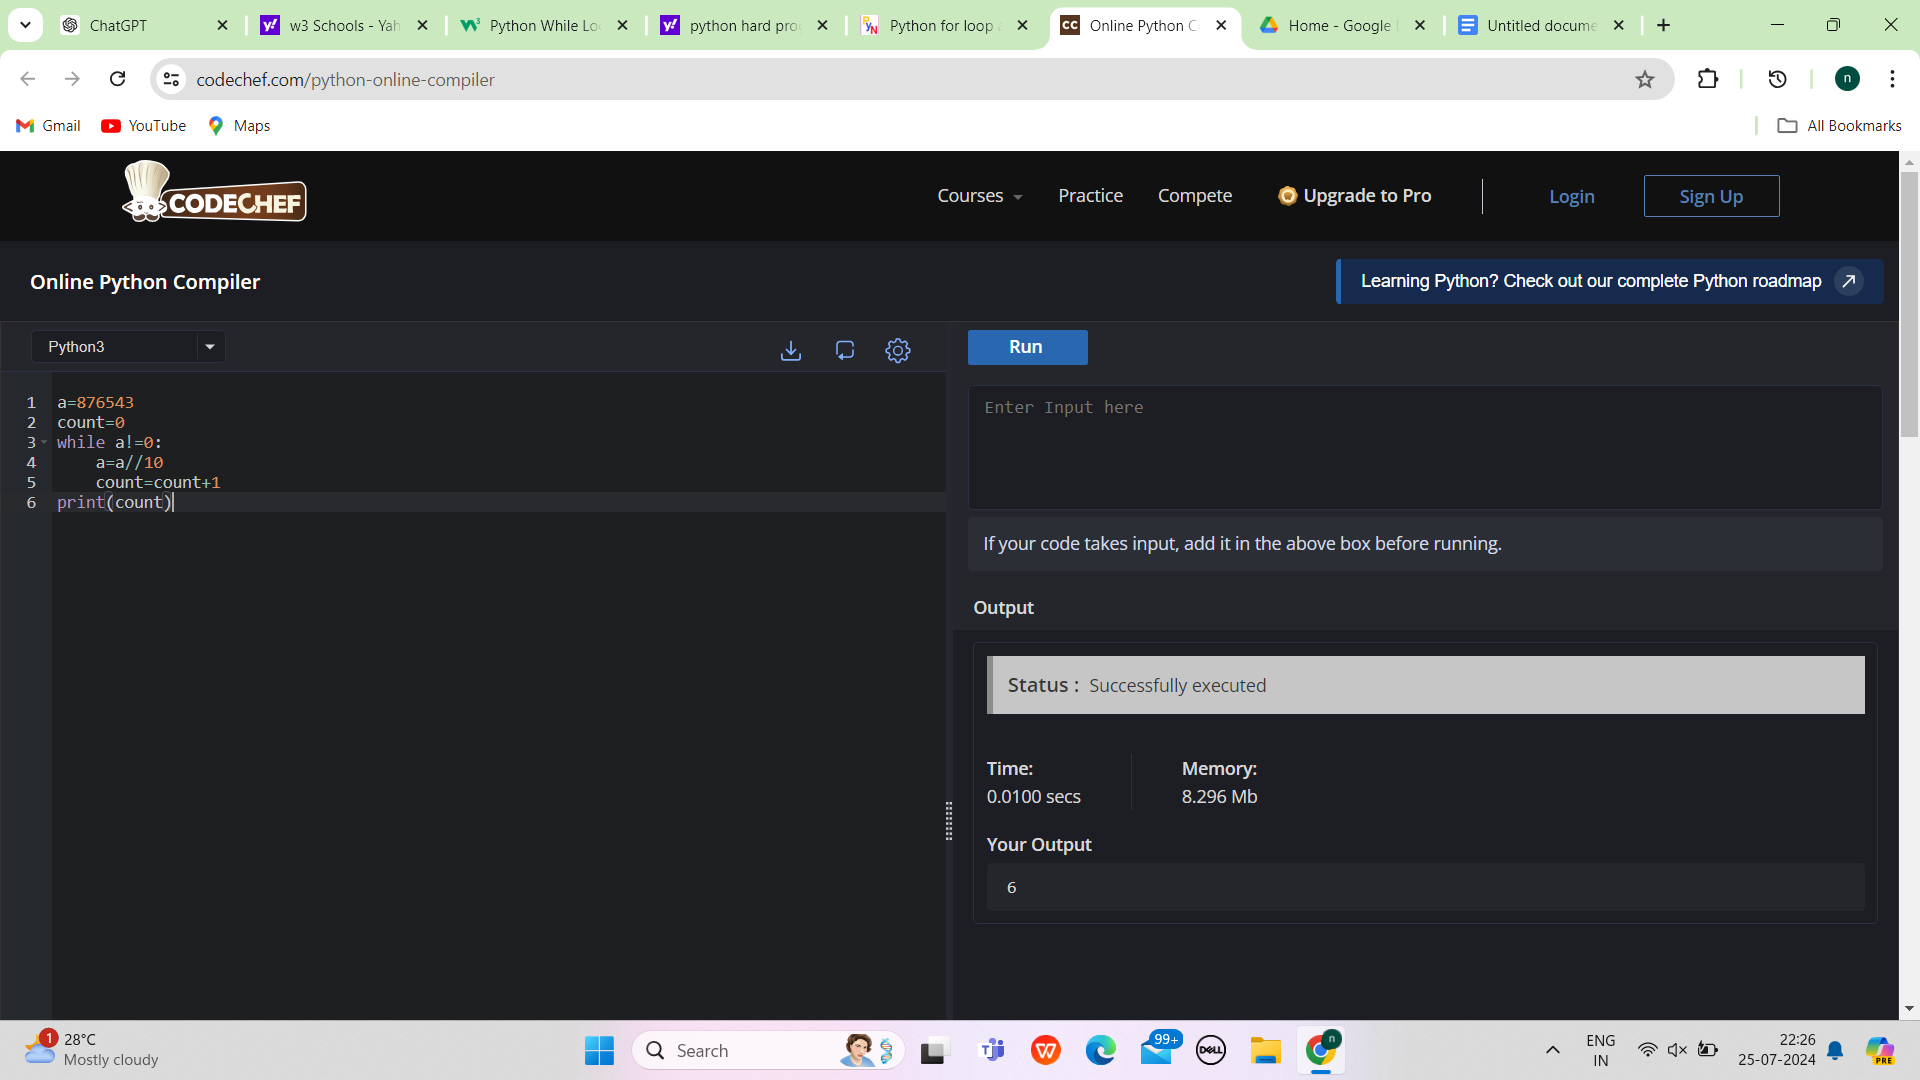 ChatGPT
w3 Schools - Yah
Python While Lo
python hard pro
Python for loop
Online Python C
Home - Google
Untitled docume
codechef.com/python-online-compiler
n
Gmail
YouTube
Maps
All Bookmarks
CODECHEF
Courses
Practice
Compete
Upgrade to Pro
Login
Sign Up
Online Python Compiler
Learning Python? Check out our complete Python roadmap
Python3
Run
1 a=876543
2 count=0
3 while a!=0:
4 a=a//10
5 count=count+1
6 print(count)
Enter Input here
If your code takes input, add it in the above box before running.
Output
Status : Successfully executed
Time:
0.0100 secs
Memory:
8.296 Mb
Your Output
6
1
28°C
Mostly cloudy
Search
99+
DELL
n
ENG
IN
22:26
25-07-2024
PRE